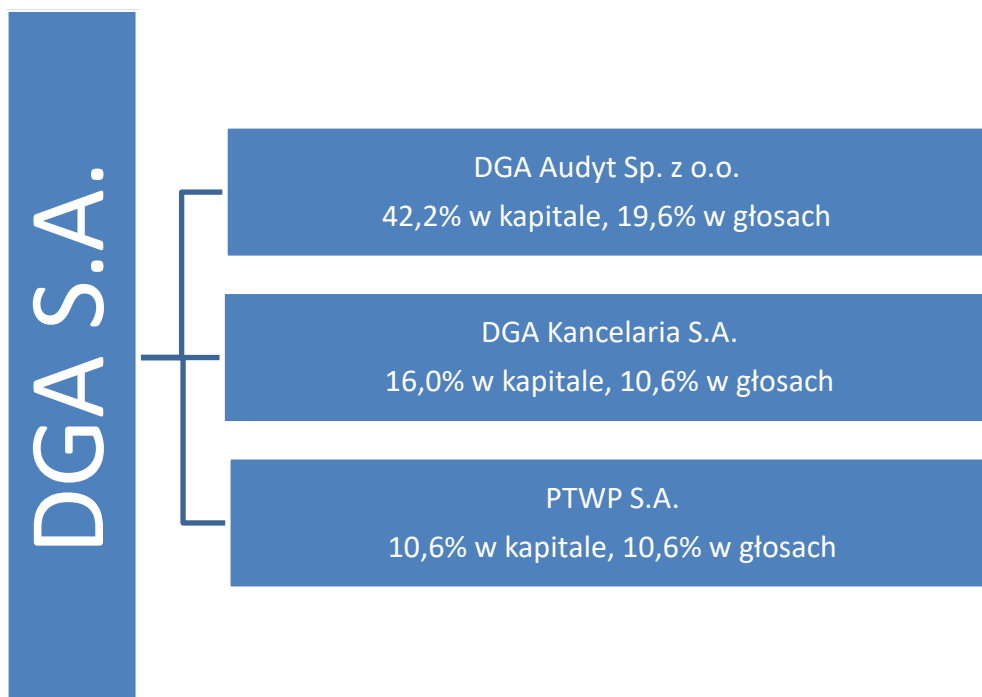 DGA S.A.
DGA Audyt Sp. z o.o.
42,2% w kapitale, 19,6% w głosach
DGA Kancelaria S.A.
16,0% w kapitale, 10,6% w głosach
PTWP S.A.
10,6% w kapitale, 10,6% w głosach